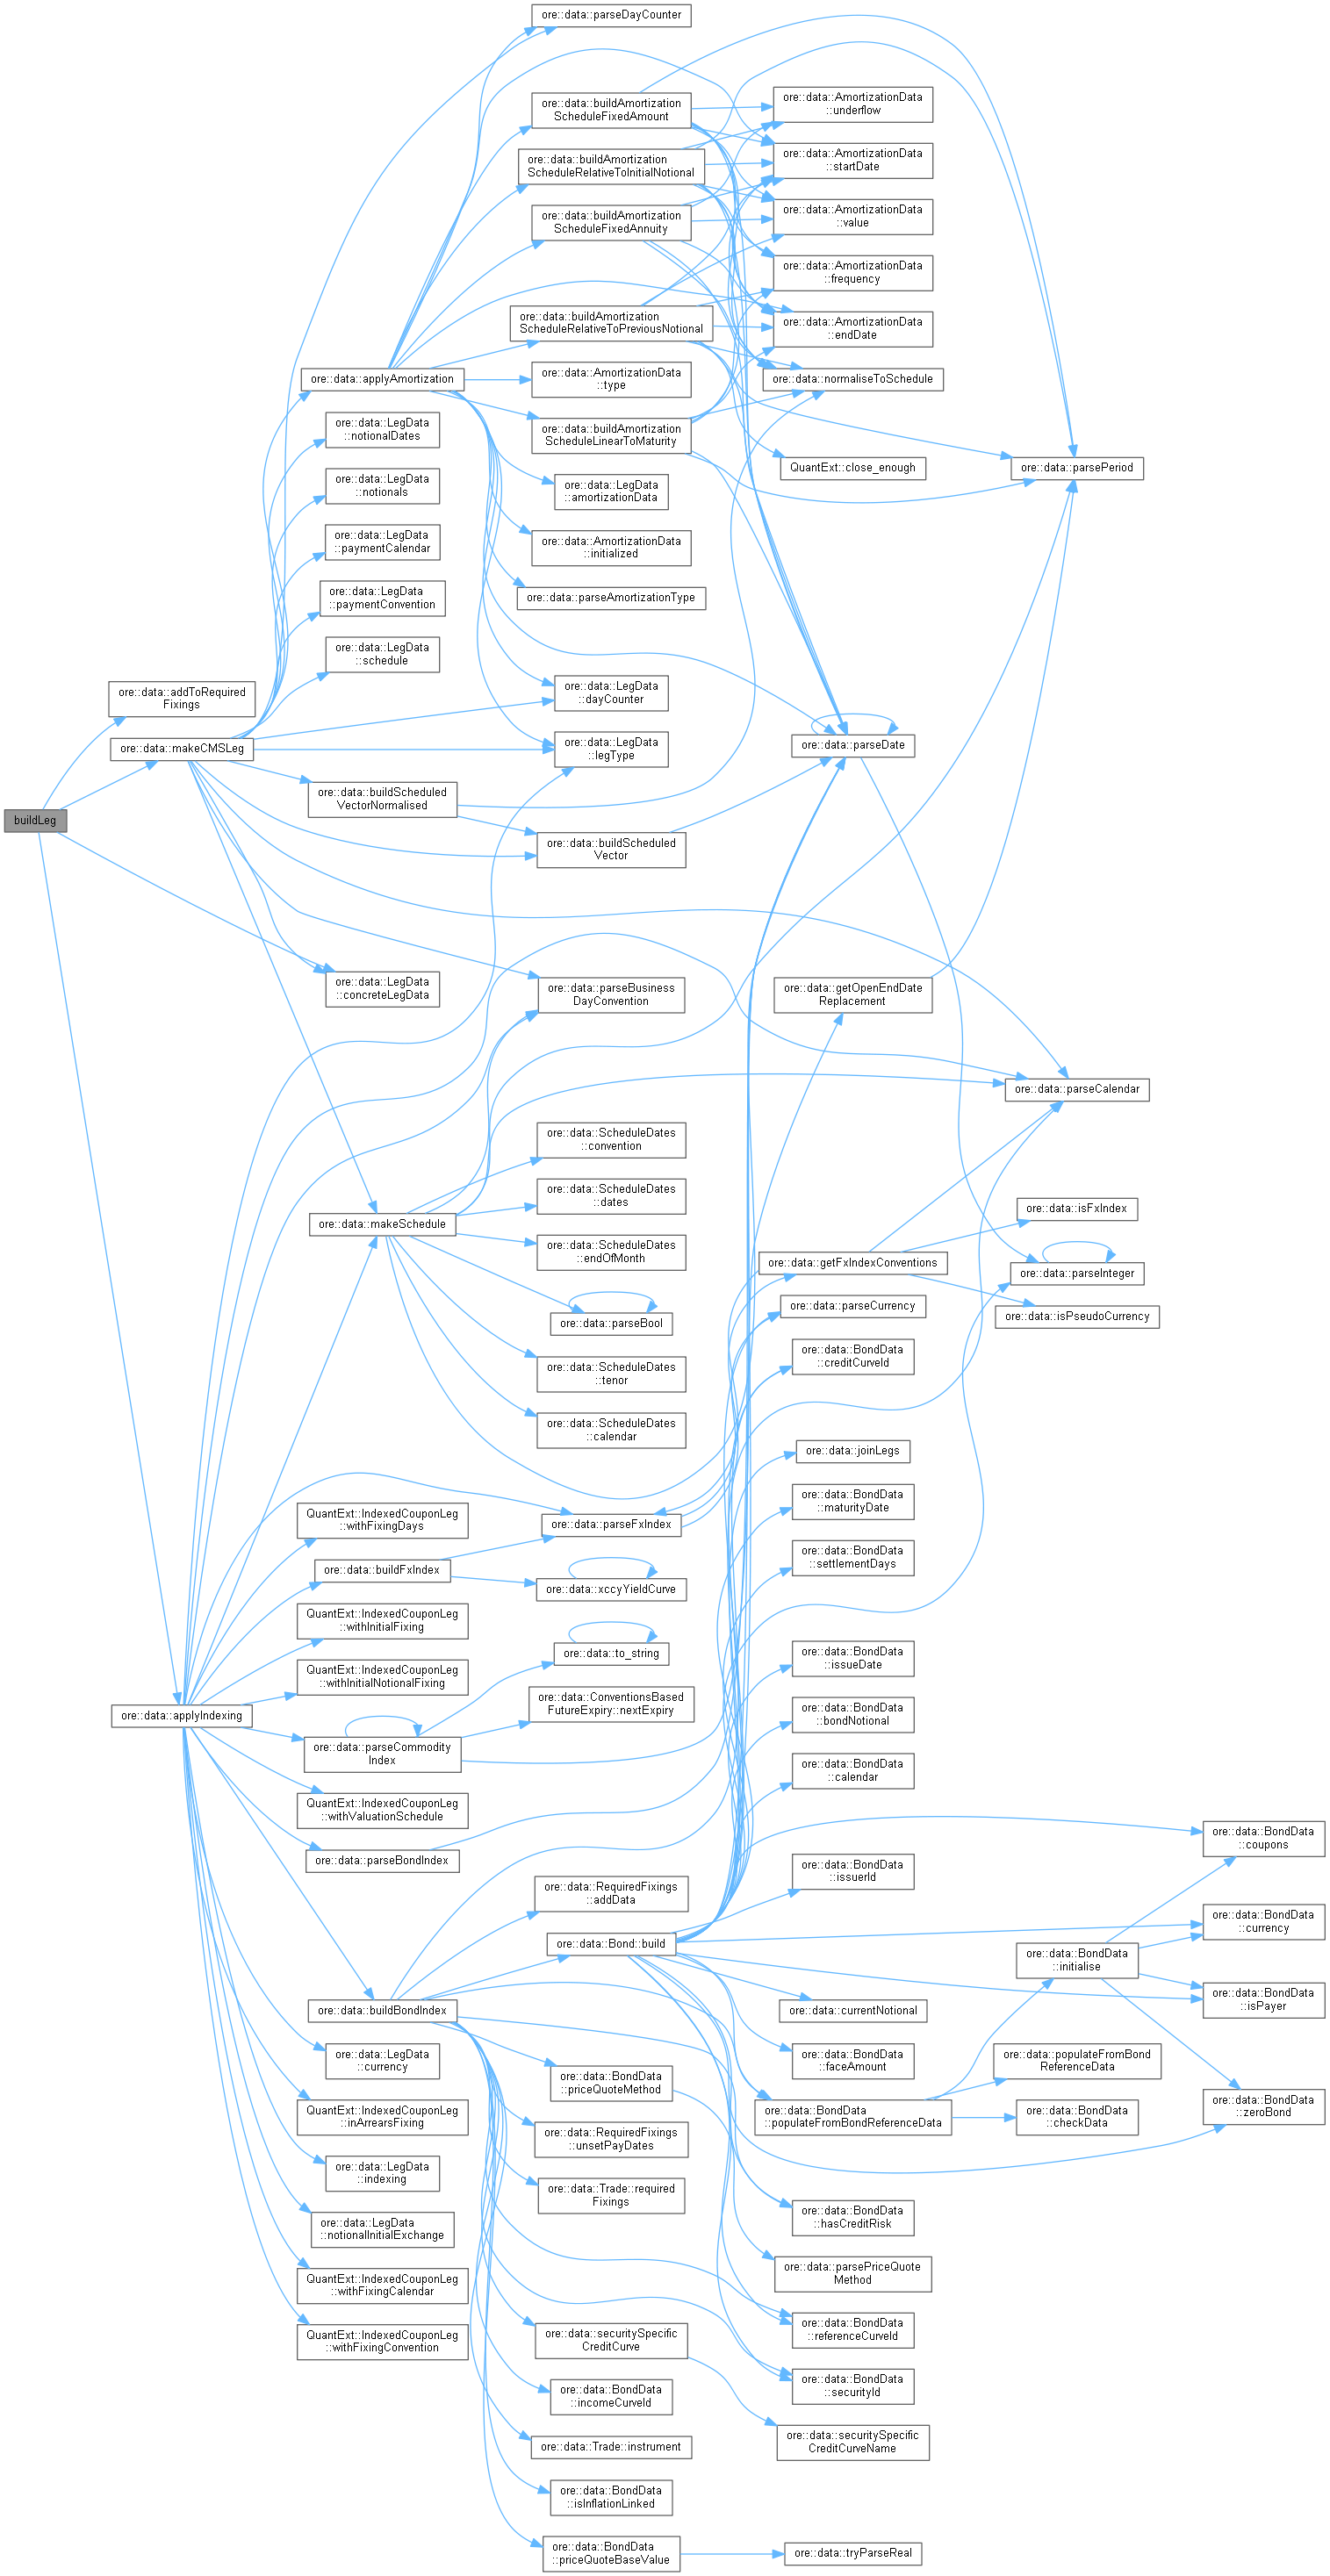 buildLeg
ore::data::addToRequired
Fixings
ore::data::makeCMSLeg
ore::data::applyIndexing
ore::data::applyAmortization
ore::data::LegData
::notionalDates
ore::data::LegData
::notionals
ore::data::LegData
::paymentCalendar
ore::data::LegData
::paymentConvention
ore::data::LegData
::schedule
ore::data::buildScheduled
VectorNormalised
ore::data::LegData
::concreteLegData
ore::data::makeSchedule
QuantExt::IndexedCouponLeg
::withFixingDays
ore::data::buildFxIndex
QuantExt::IndexedCouponLeg
::withInitialFixing
QuantExt::IndexedCouponLeg
::withInitialNotionalFixing
ore::data::parseCommodity
Index
QuantExt::IndexedCouponLeg
::withValuationSchedule
ore::data::parseBondIndex
ore::data::buildBondIndex
ore::data::LegData
::currency
QuantExt::IndexedCouponLeg
::inArrearsFixing
ore::data::LegData
::indexing
ore::data::LegData
::notionalInitialExchange
QuantExt::IndexedCouponLeg
::withFixingCalendar
QuantExt::IndexedCouponLeg
::withFixingConvention
ore::data::parseDayCounter
ore::data::buildAmortization
ScheduleFixedAmount
ore::data::buildAmortization
ScheduleRelativeToInitialNotional
ore::data::buildAmortization
ScheduleFixedAnnuity
ore::data::buildAmortization
ScheduleRelativeToPreviousNotional
ore::data::AmortizationData
::type
ore::data::buildAmortization
ScheduleLinearToMaturity
ore::data::LegData
::amortizationData
ore::data::AmortizationData
::initialized
ore::data::parseAmortizationType
ore::data::LegData
::dayCounter
ore::data::LegData
::legType
ore::data::buildScheduled
Vector
ore::data::parseBusiness
DayConvention
ore::data::ScheduleDates
::convention
ore::data::ScheduleDates
::dates
ore::data::ScheduleDates
::endOfMonth
ore::data::parseBool
ore::data::ScheduleDates
::tenor
ore::data::ScheduleDates
::calendar
ore::data::parseFxIndex
ore::data::xccyYieldCurve
ore::data::to_string
ore::data::ConventionsBased
FutureExpiry::nextExpiry
ore::data::RequiredFixings
::addData
ore::data::Bond::build
ore::data::BondData
::priceQuoteMethod
ore::data::RequiredFixings
::unsetPayDates
ore::data::Trade::required
Fixings
ore::data::securitySpecific
CreditCurve
ore::data::BondData
::incomeCurveId
ore::data::Trade::instrument
ore::data::BondData
::isInflationLinked
ore::data::BondData
::priceQuoteBaseValue
ore::data::AmortizationData
::underflow
ore::data::AmortizationData
::startDate
ore::data::AmortizationData
::value
ore::data::AmortizationData
::frequency
ore::data::AmortizationData
::endDate
ore::data::normaliseToSchedule
QuantExt::close_enough
ore::data::parseDate
ore::data::getOpenEndDate
Replacement
ore::data::getFxIndexConventions
ore::data::parseCurrency
ore::data::BondData
::creditCurveId
ore::data::joinLegs
ore::data::BondData
::maturityDate
ore::data::BondData
::settlementDays
ore::data::BondData
::issueDate
ore::data::BondData
::bondNotional
ore::data::BondData
::calendar
ore::data::BondData
::issuerId
ore::data::currentNotional
ore::data::BondData
::faceAmount
ore::data::BondData
::populateFromBondReferenceData
ore::data::BondData
::hasCreditRisk
ore::data::parsePriceQuote
Method
ore::data::BondData
::referenceCurveId
ore::data::BondData
::securityId
ore::data::securitySpecific
CreditCurveName
ore::data::tryParseReal
ore::data::parsePeriod
ore::data::parseCalendar
ore::data::isFxIndex
ore::data::parseInteger
ore::data::isPseudoCurrency
ore::data::BondData
::initialise
ore::data::populateFromBond
ReferenceData
ore::data::BondData
::checkData
ore::data::BondData
::coupons
ore::data::BondData
::currency
ore::data::BondData
::isPayer
ore::data::BondData
::zeroBond